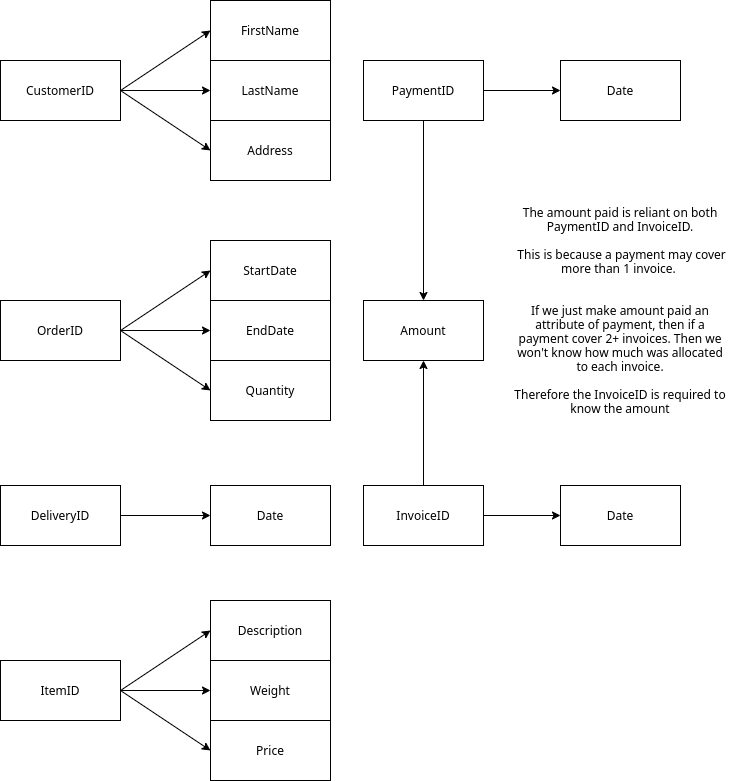 FirstName
CustomerID
LastName
Address
PaymentID
Date
The amount paid is reliant on both
PaymentID and InvoiceID.
This is because a payment may cover
more than 1 invoice.
If we just make amount paid an
attribute of payment, then if a
payment cover 2+ invoices. Then we
won't know how much was allocated
to each invoice.
Therefore the InvoiceID is required to
know the amount
StartDate
OrderID
EndDate
Quantity
Amount
DeliveryID
Date
InvoiceID
Date
Description
ItemID
Weight
Price